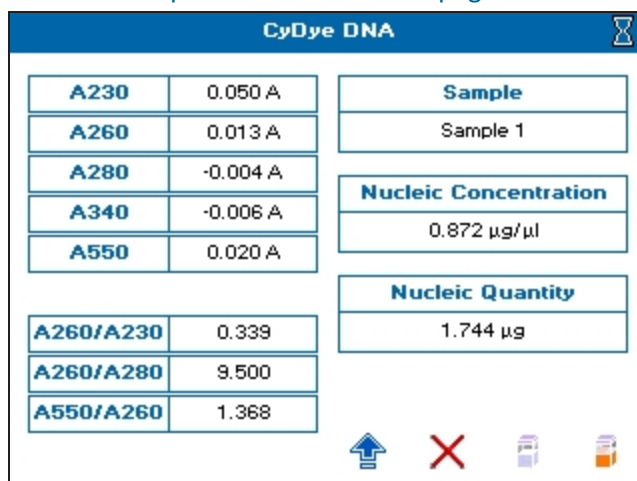 CyDye DNA
A230 0.050 A
A260 0.013 A
A280 -0.004 A
A340 -0.006 A
A550 0.020 A
A260/A230 0.339
A260/A280 9.500
A550/A260 1.368
Sample
Sample 1
Nucleic Concentration
0.872 µg/µl
Nucleic Quantity
1.744 µg